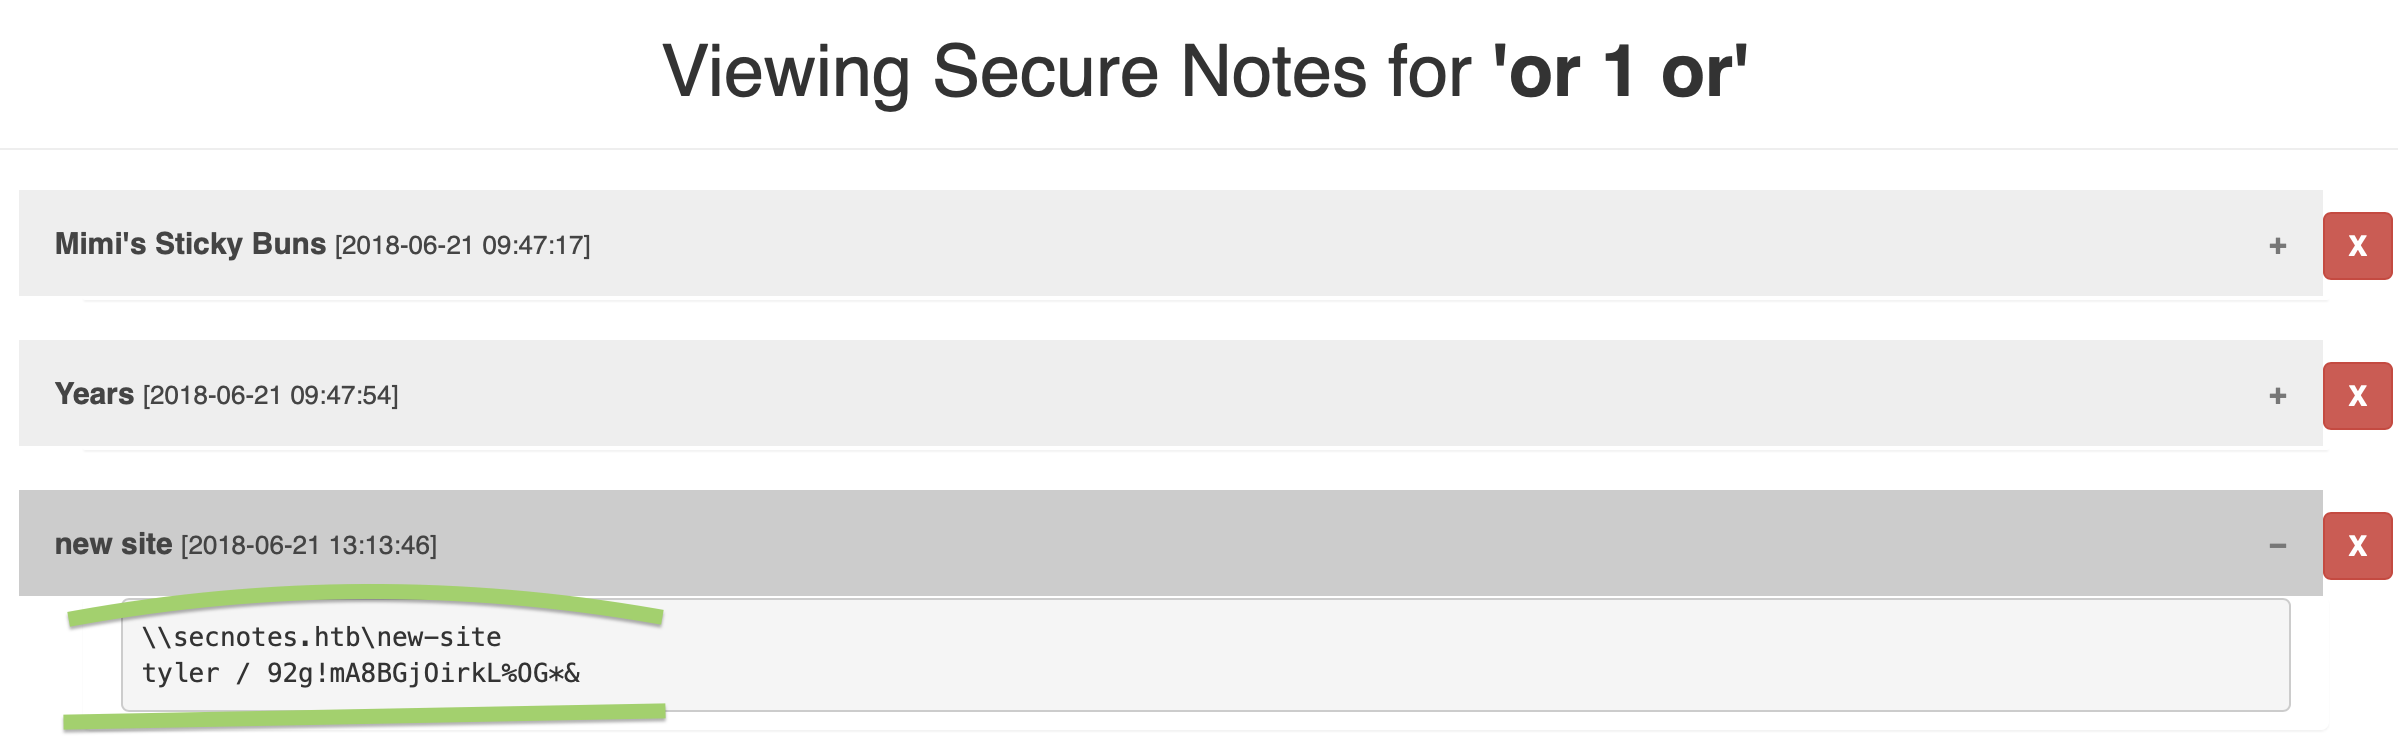 Viewing Secure Notes for 'or 1 or'
Mimi's Sticky Buns [2018-06-21 09:47:17] + X
Years [2018-06-21 09:47:54] + X
new site [2018-06-21 13:13:46] − X
\\secnotes.htb\new-site
tyler / 92g!mA8BGjOirkL%OG*&